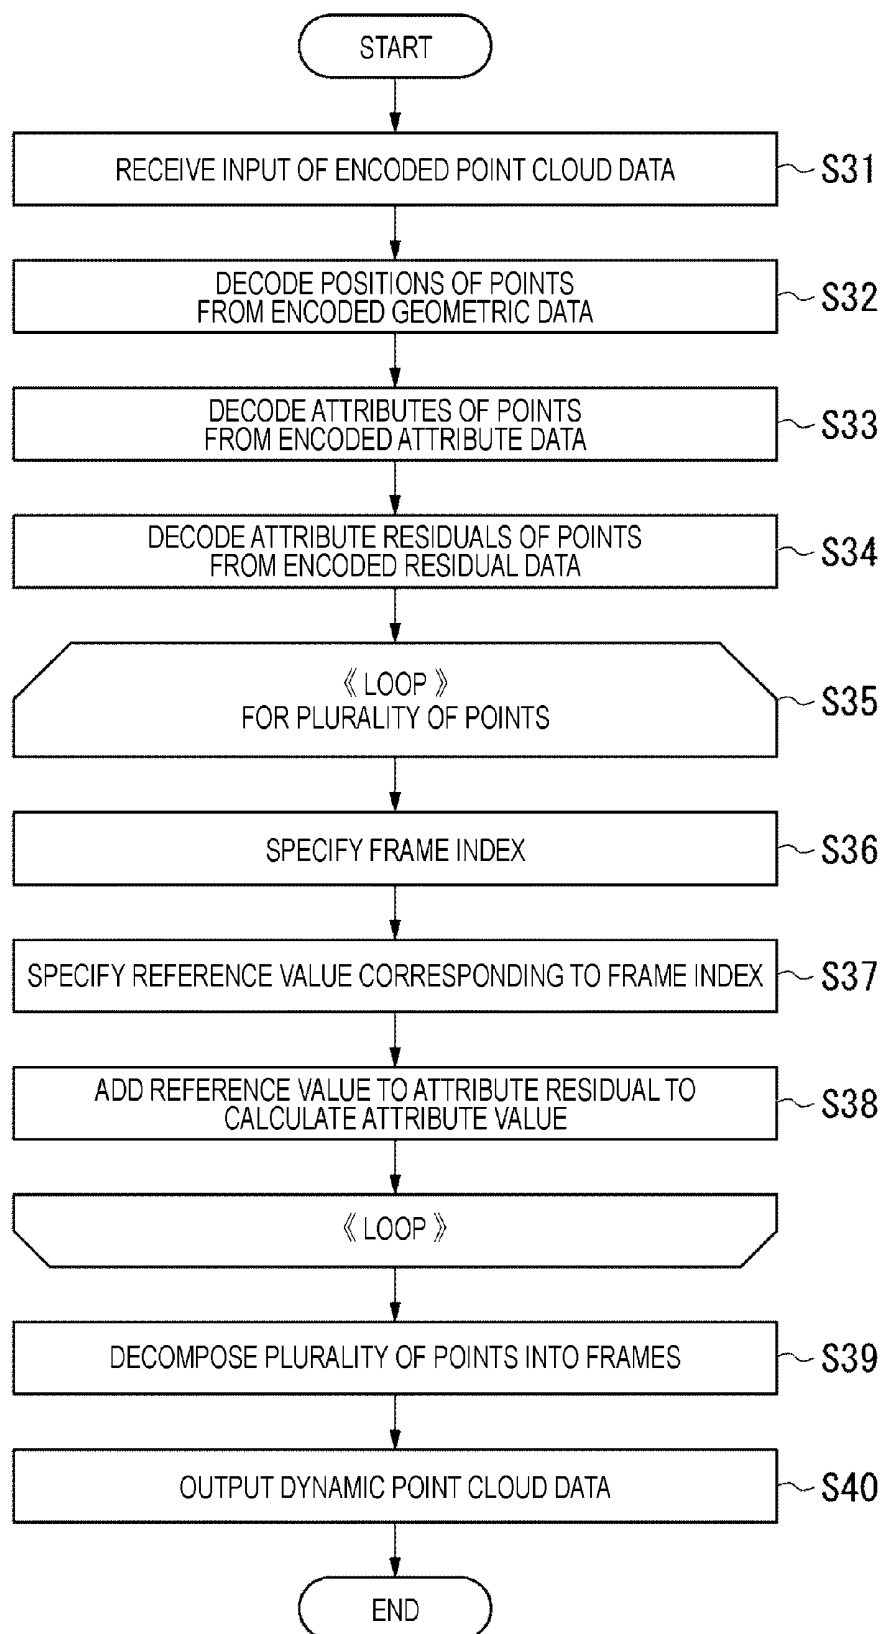 START
RECEIVE INPUT OF ENCODED POINT CLOUD DATA
S31
DECODE POSITIONS OF POINTS
FROM ENCODED GEOMETRIC DATA
S32
DECODE ATTRIBUTES OF POINTS
FROM ENCODED ATTRIBUTE DATA
S33
DECODE ATTRIBUTE RESIDUALS OF POINTS
FROM ENCODED RESIDUAL DATA
S34
《 LOOP 》
FOR PLURALITY OF POINTS
S35
SPECIFY FRAME INDEX
S36
SPECIFY REFERENCE VALUE CORRESPONDING TO FRAME INDEX
S37
ADD REFERENCE VALUE TO ATTRIBUTE RESIDUAL TO
CALCULATE ATTRIBUTE VALUE
S38
《 LOOP 》
DECOMPOSE PLURALITY OF POINTS INTO FRAMES
S39
OUTPUT DYNAMIC POINT CLOUD DATA
S40
END